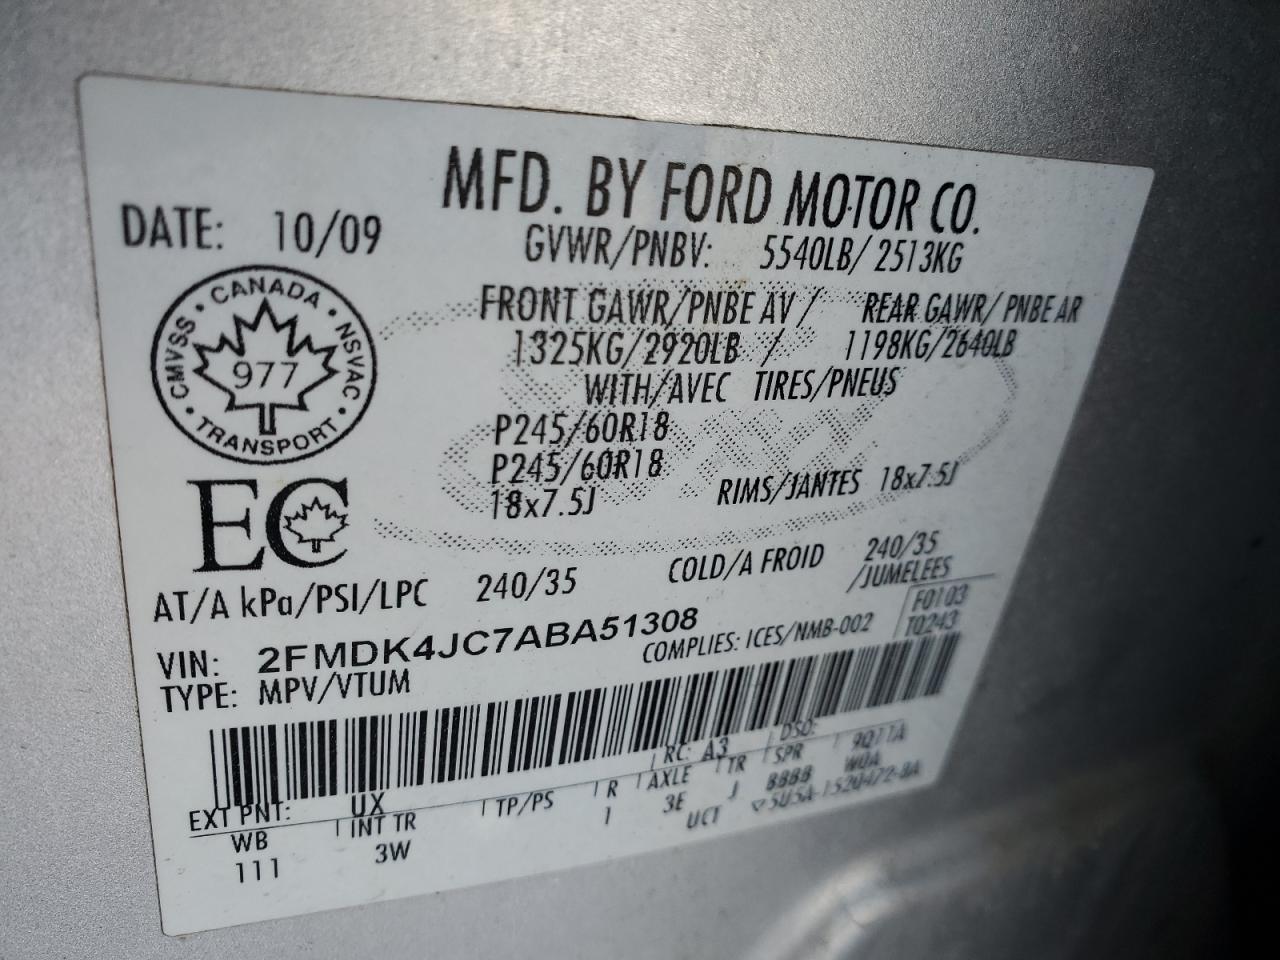 MFD. BY FORD MOTOR CO.
DATE: 10/09
GVWR/PNBV: 5540LB/ 2513KG
CANADA
CMVSS
NSVAC
977
TRANSPORT
FRONT GAWR/PNBE AV / REAR GAWR/ PNBE AR
1325KG/2920LB / 1198KG/2640LB
WITH/AVEC TIRES/PNEUS
P245/60R18
P245/60R18
18x7.5J RIMS/JANTES 18x7.5J
EC
AT/A kPa/PSI/LPC 240/35 COLD/A FROID 240/35
/JUMELEES
VIN: 2FMDK4JC7ABA51308
F0103
T0243
TYPE: MPV/VTUM COMPLIES: ICES/NMB-002
EXT PNT: UX RC: A3 DSO:
WB INT TR TP/PS R AXLE TR SPR
111 3W 1 3E J BBBB
UCT